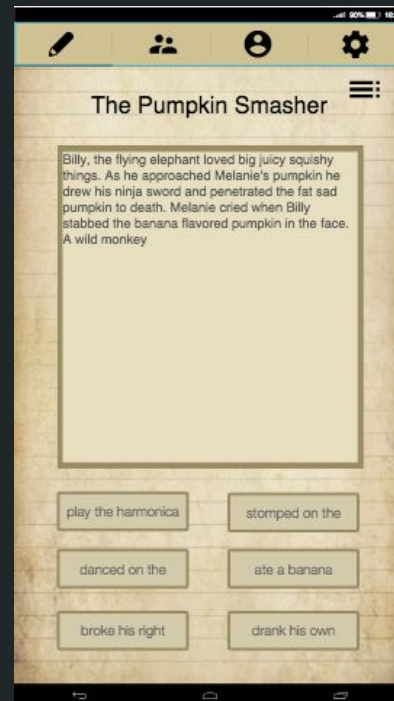 90% 18:
The Pumpkin Smasher
Billy, the flying elephant loved big juicy squishy
things. As he approached Melanie's pumpkin he
drew his ninja sword and penetrated the fat sad
pumpkin to death. Melanie cried when Billy
stabbed the banana flavored pumpkin in the face.
A wild monkey
play the harmonica
stomped on the
danced on the
ate a banana
broke his right
drank his own